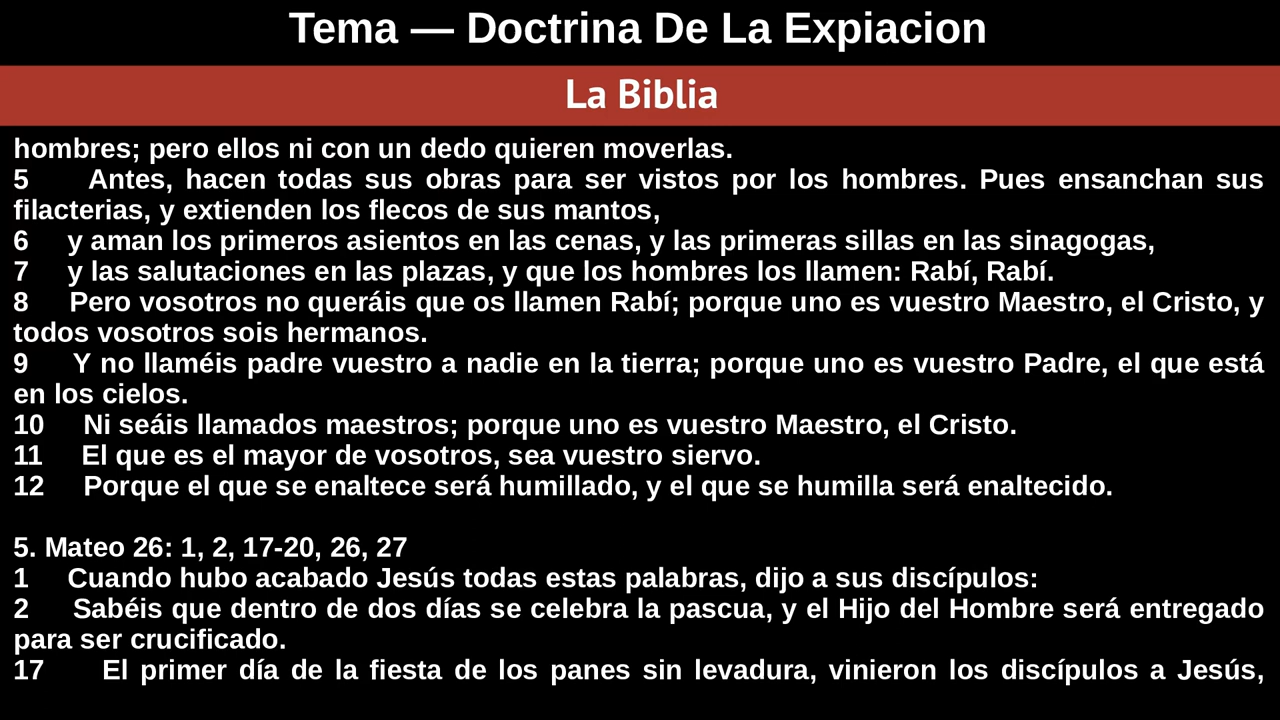 Tema — Doctrina De La Expiacion
La Biblia
hombres; pero ellos ni con un dedo quieren moverlas.
5 Antes, hacen todas sus obras para ser vistos por los hombres. Pues ensanchan sus
filacterias, y extienden los flecos de sus mantos,
6 y aman los primeros asientos en las cenas, y las primeras sillas en las sinagogas,
7 y las salutaciones en las plazas, y que los hombres los llamen: Rabí, Rabí.
8 Pero vosotros no queráis que os llamen Rabí; porque uno es vuestro Maestro, el Cristo, y
todos vosotros sois hermanos.
9 Y no llaméis padre vuestro a nadie en la tierra; porque uno es vuestro Padre, el que está
en los cielos.
10 Ni seáis llamados maestros; porque uno es vuestro Maestro, el Cristo.
11 El que es el mayor de vosotros, sea vuestro siervo.
12 Porque el que se enaltece será humillado, y el que se humilla será enaltecido.
5. Mateo 26: 1, 2, 17-20, 26, 27
1 Cuando hubo acabado Jesús todas estas palabras, dijo a sus discípulos:
2 Sabéis que dentro de dos días se celebra la pascua, y el Hijo del Hombre será entregado
para ser crucificado.
17 El primer día de la fiesta de los panes sin levadura, vinieron los discípulos a Jesús,